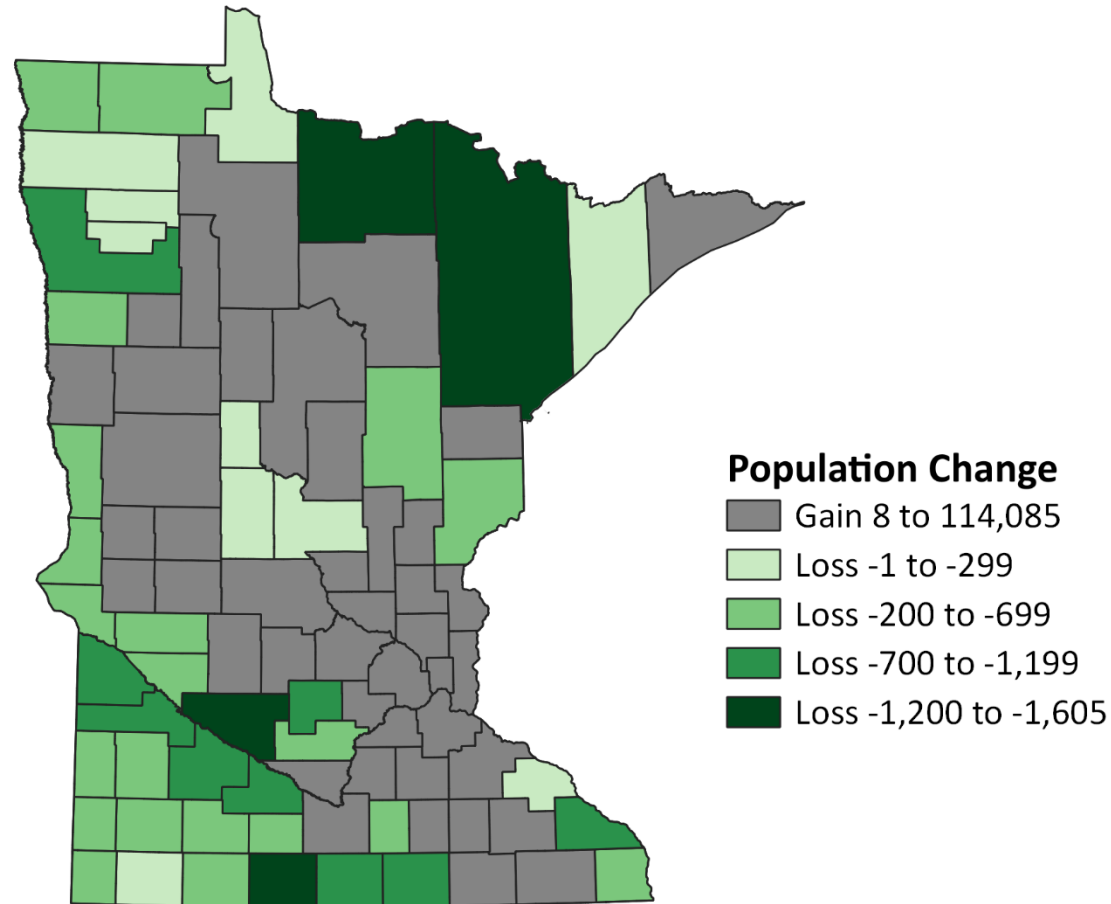 Population Change
Gain 8 to 114,085
Loss -1 to -299
Loss -200 to -699
Loss -700 to -1,199
Loss -1,200 to -1,605